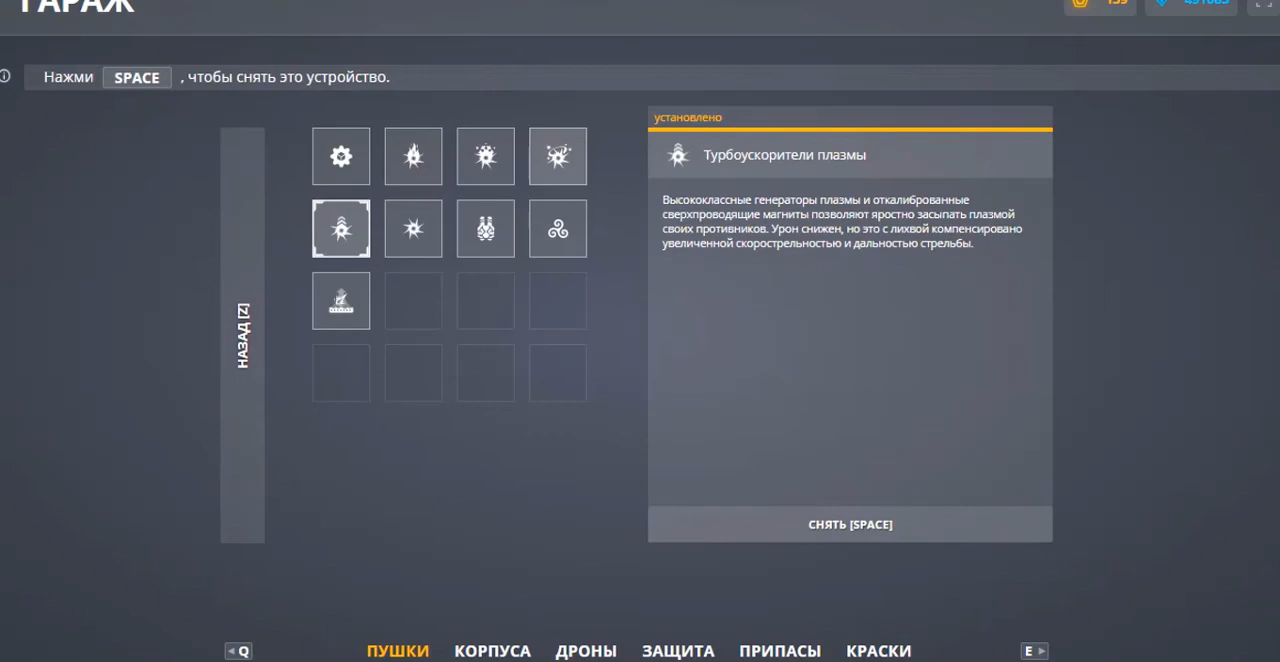 ГАРАЖ
159
491083
Нажми SPACE , чтобы снять это устройство.
установлено
Турбоускорители плазмы
Высококлассные генераторы плазмы и откалиброванные
сверхпроводящие магниты позволяют яростно засыпать плазмой
своих противников. Урон снижен, но это с лихвой компенсировано
увеличенной скорострельностью и дальностью стрельбы.
НАЗАД [Z]
СНЯТЬ [SPACE]
Q ПУШКИ КОРПУСА ДРОНЫ ЗАЩИТА ПРИПАСЫ КРАСКИ E